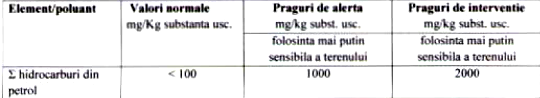 Element/poluant Valori normale Praguri de alerta Praguri de interventie
mg/Kg substanta usc. mg/kg subst. usc. mg/kg subst. usc.
folosinta mai putin folosinta mai putin
sensibila a terenului sensibila a terenului
Σ hidrocarburi din < 100 1000 2000
petrol